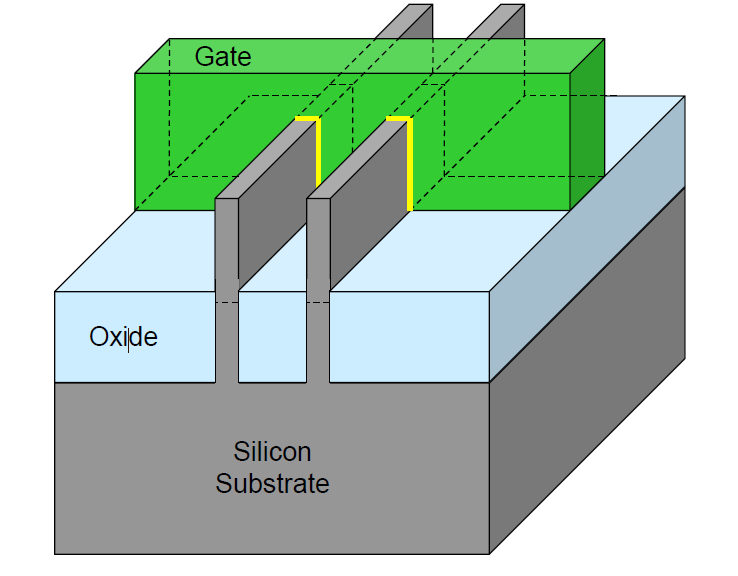 Gate
Oxide
Silicon
Substrate